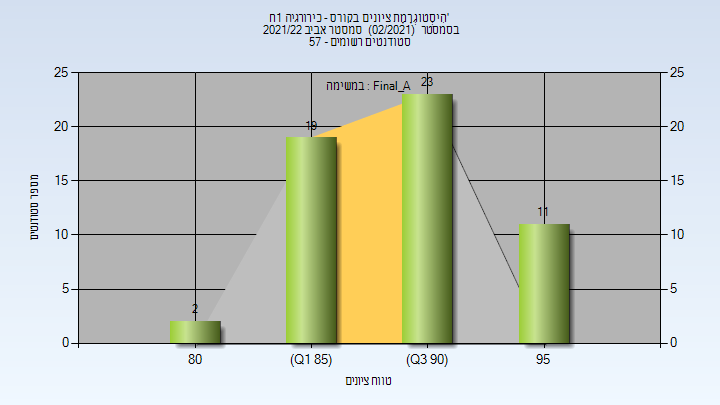 הִיסְטוֹגְרָמַת ציונים בקורס - כירורגיה 1ח'
בסמסטר (02/2021) סמסטר אביב 2021/22
סטודנטים רשומים - 57
במשימה : Final_A
25 25
20 20
15 15
10 10
5 5
0 0
2 19 23 11
80 (Q1 85) (Q3 90) 95
מספר סטודנטים
טווח ציונים